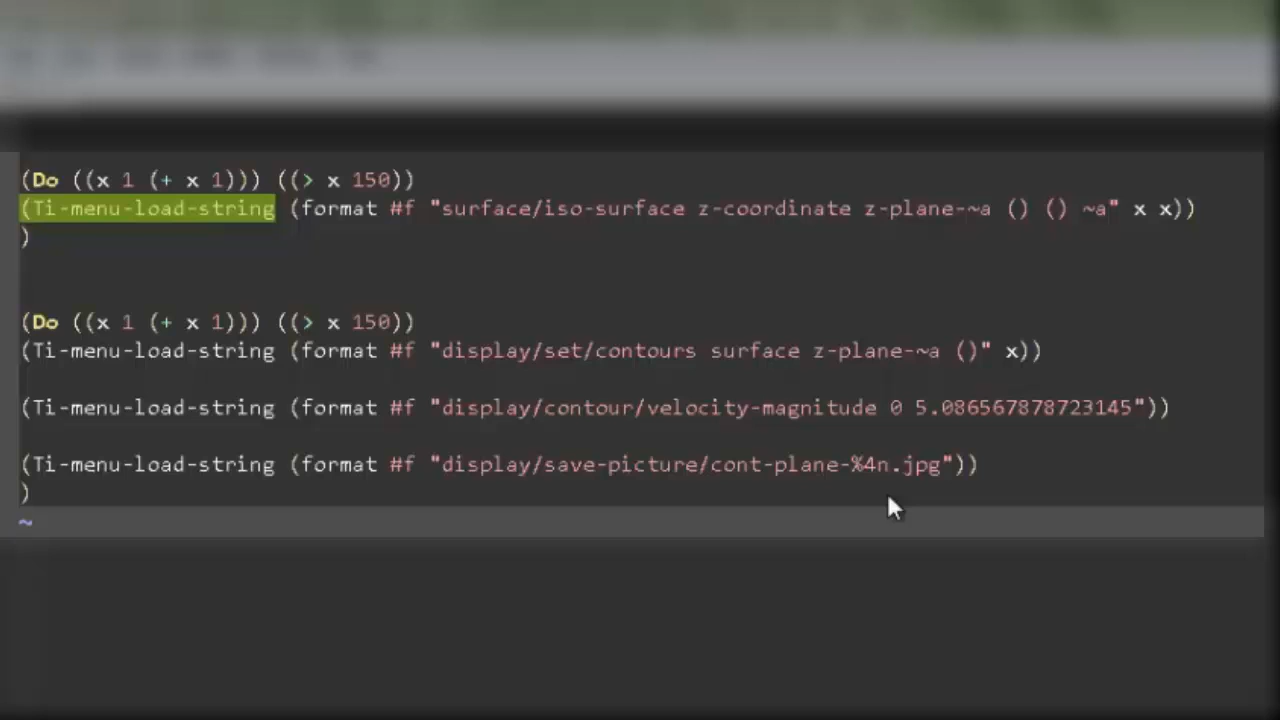 (Do ((x 1 (+ x 1))) ((> x 150))
(Ti-menu-load-string (format #f "surface/iso-surface z-coordinate z-plane-~a () () ~a" x x))
)
(Do ((x 1 (+ x 1))) ((> x 150))
(Ti-menu-load-string (format #f "display/set/contours surface z-plane-~a ()" x))
(Ti-menu-load-string (format #f "display/contour/velocity-magnitude 0 5.086567878723145"))
(Ti-menu-load-string (format #f "display/save-picture/cont-plane-%4n.jpg"))
)
~